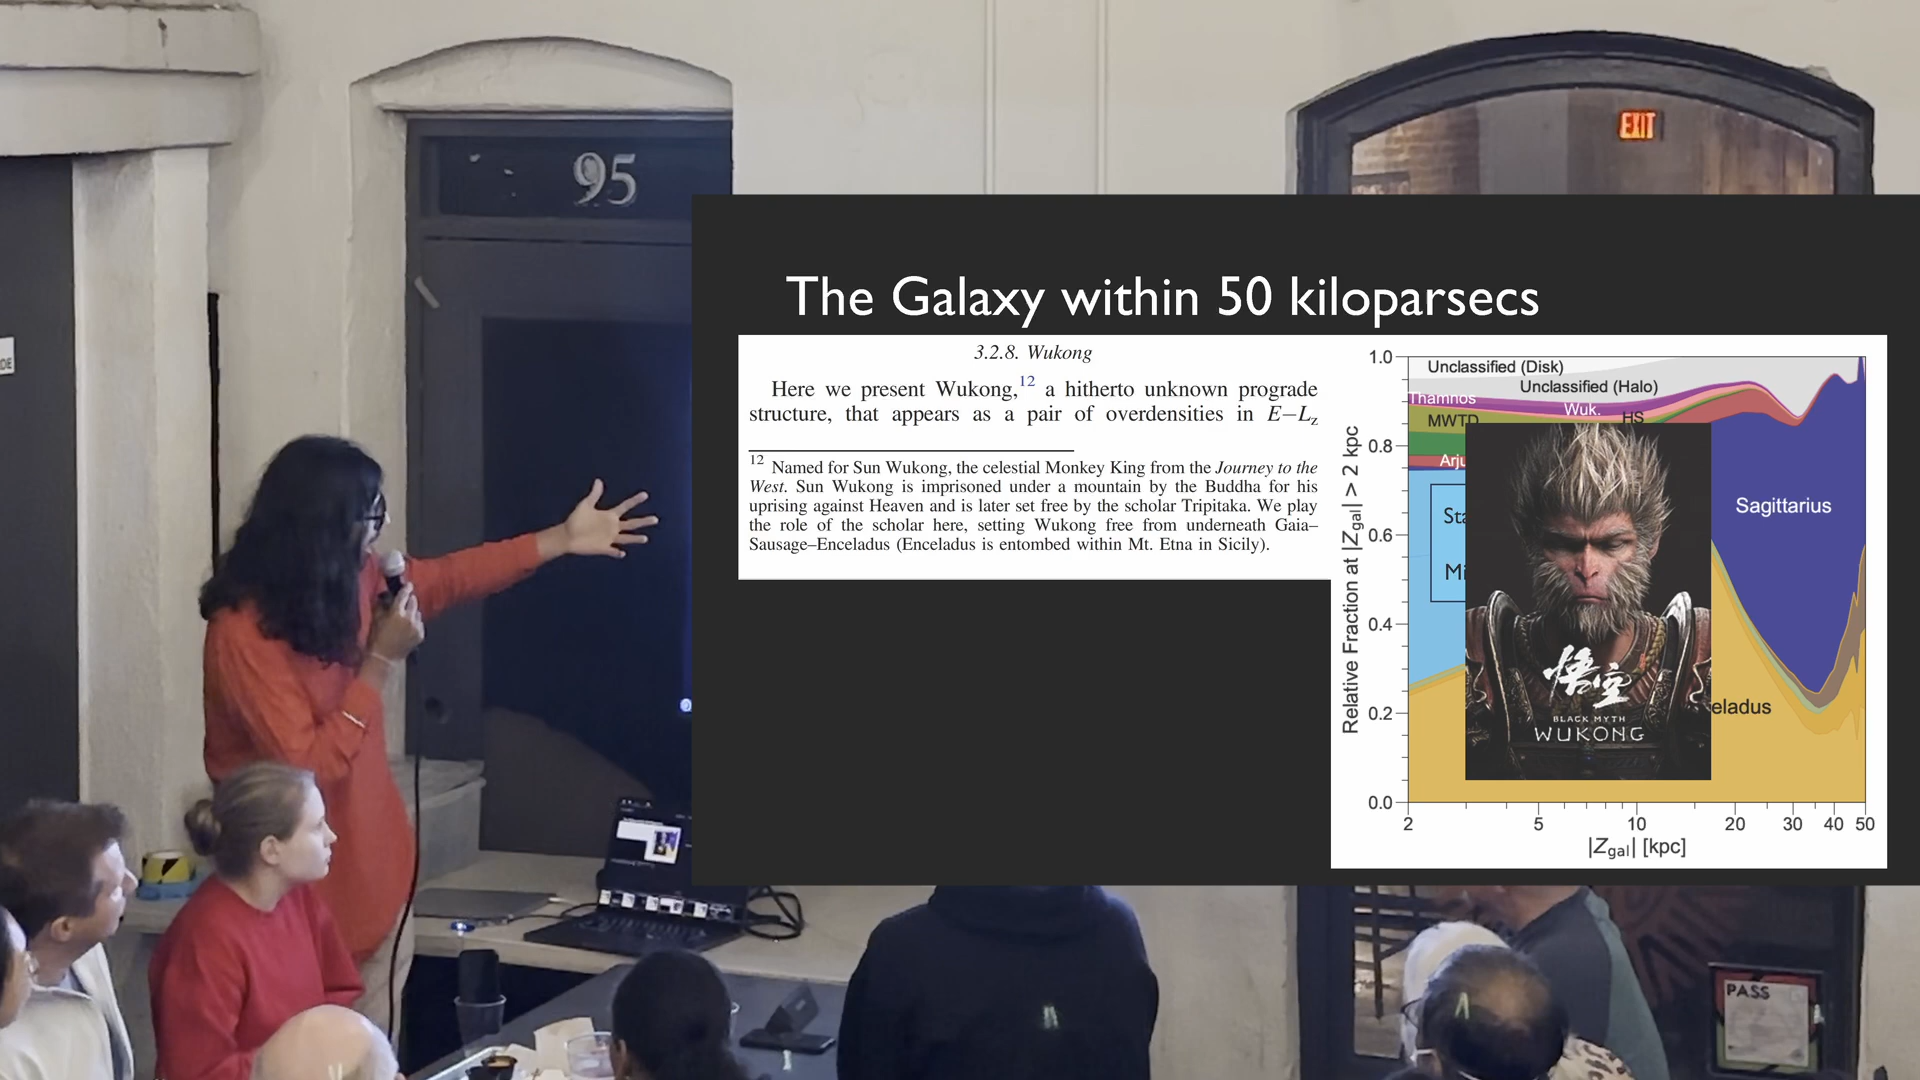 95
EXIT
DE
The Galaxy within 50 kiloparsecs
3.2.8. Wukong
Here we present Wukong,12 a hitherto unknown prograde
structure, that appears as a pair of overdensities in E–Lz
12 Named for Sun Wukong, the celestial Monkey King from the Journey to the
West. Sun Wukong is imprisoned under a mountain by the Buddha for his
uprising against Heaven and is later set free by the scholar Tripitaka. We play
the role of the scholar here, setting Wukong free from underneath Gaia–
Sausage–Enceladus (Enceladus is entombed within Mt. Etna in Sicily).
Relative Fraction at |Zgal| > 2 kpc
1.0
0.8
0.6
0.4
0.2
0.0
Unclassified (Disk)
Unclassified (Halo)
Thamnos
Wuk.
MWTD
HS
Arju
Sta
Mi
Sagittarius
eladus
悟空
BLACK MYTH
WUKONG
2 5 10 20 30 40 50
|Zgal| [kpc]
PASS